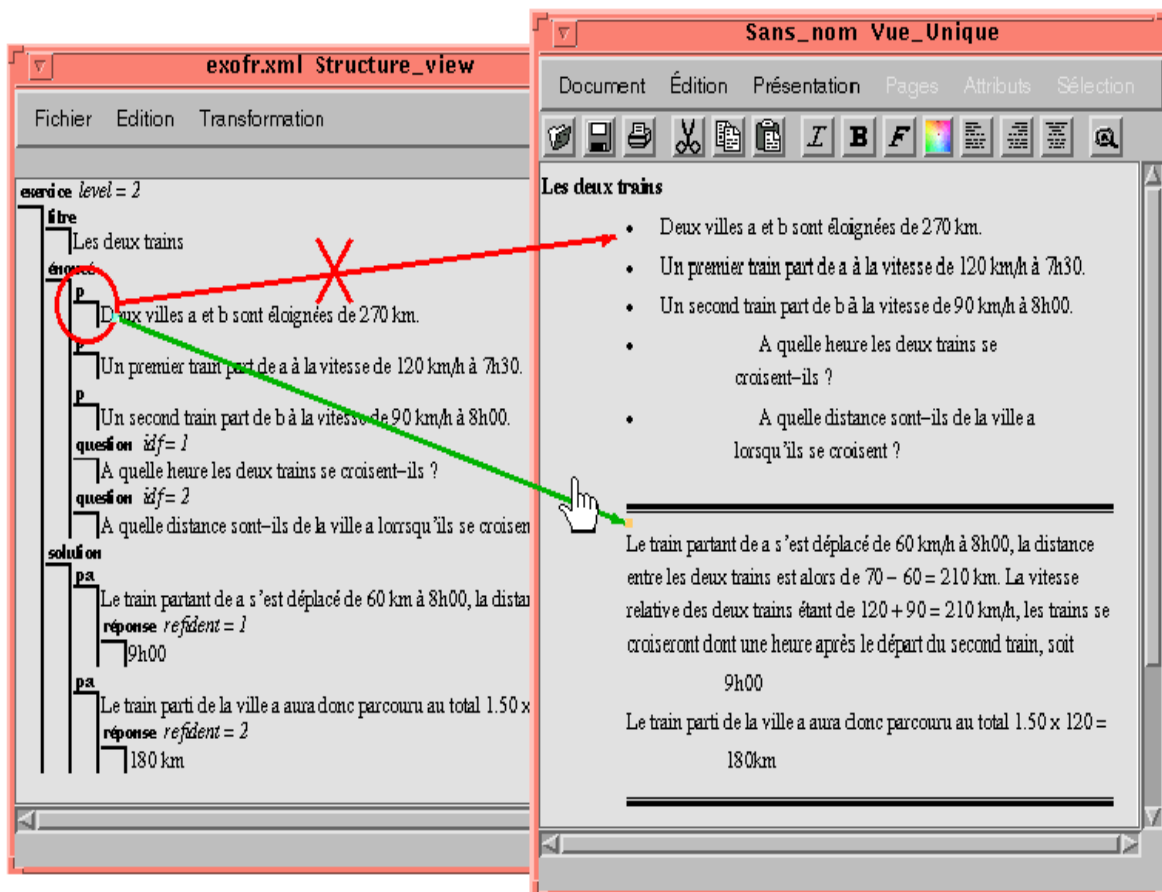 exofr.xml Structure_view
Fichier Edition Transformation
exercice level = 2
titre
Les deux trains
énoncé
p
Deux villes a et b sont éloignées de 270 km.
p
Un premier train part de a à la vitesse de 120 km/h à 7h30.
p
Un second train part de b à la vitesse de 90 km/h à 8h00.
question idf= 1
A quelle heure les deux trains se croisent-ils ?
question idf= 2
A quelle distance sont-ils de la ville a lorrsqu'ils se croisen
solution
pa
Le train partant de a s'est déplacé de 60 km à 8h00, la distan
réponse refident = 1
9h00
pa
Le train parti de la ville a aura donc parcouru au total 1.50 x
réponse refident = 2
180 km
Sans_nom Vue_Unique
Document Édition Présentation Pages Attributs Sélection
I B F
Les deux trains
• Deux villes a et b sont éloignées de 270 km.
• Un premier train part de a à la vitesse de 120 km/h à 7h30.
• Un second train part de b à la vitesse de 90 km/h à 8h00.
• A quelle heure les deux trains se
croisent-ils ?
• A quelle distance sont-ils de la ville a
lorsqu'ils se croisent ?
Le train partant de a s'est déplacé de 60 km/h à 8h00, la distance
entre les deux trains est alors de 70 − 60 = 210 km. La vitesse
relative des deux trains étant de 120 + 90 = 210 km/h, les trains se
croiseront dont une heure après le départ du second train, soit
9h00
Le train parti de la ville a aura donc parcouru au total 1.50 x 120 =
180km